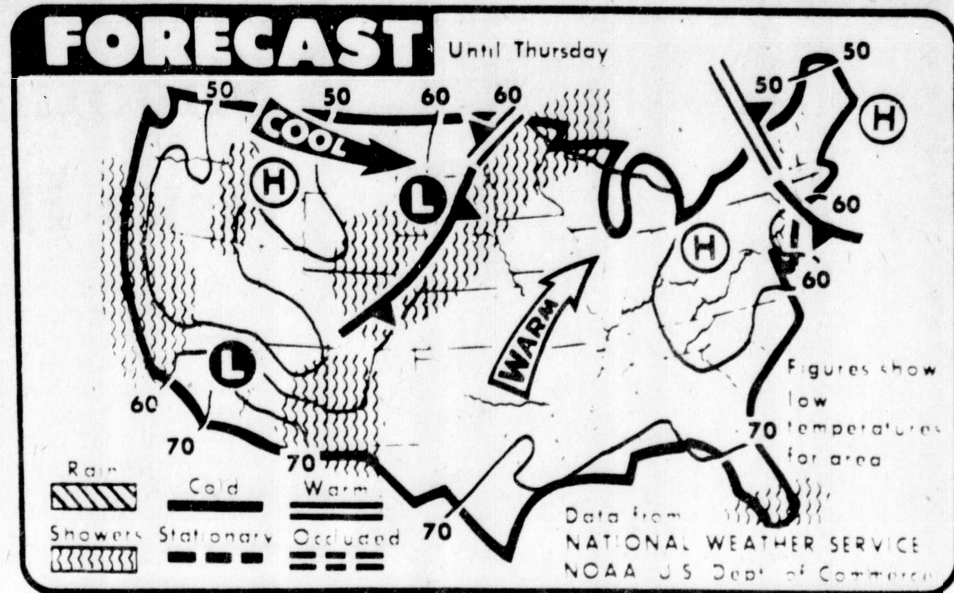 FORECAST Until Thursday
50 50 60 60 50 50
COOL
H
H
L
60
H
L
60
WARM
L
60
70
70
70
70
Figures show
low
temperatures
for area
Rain Cold Warm
Showers Stationary Occluded
Data from
NATIONAL WEATHER SERVICE
NOAA U S Dept. of Commerce